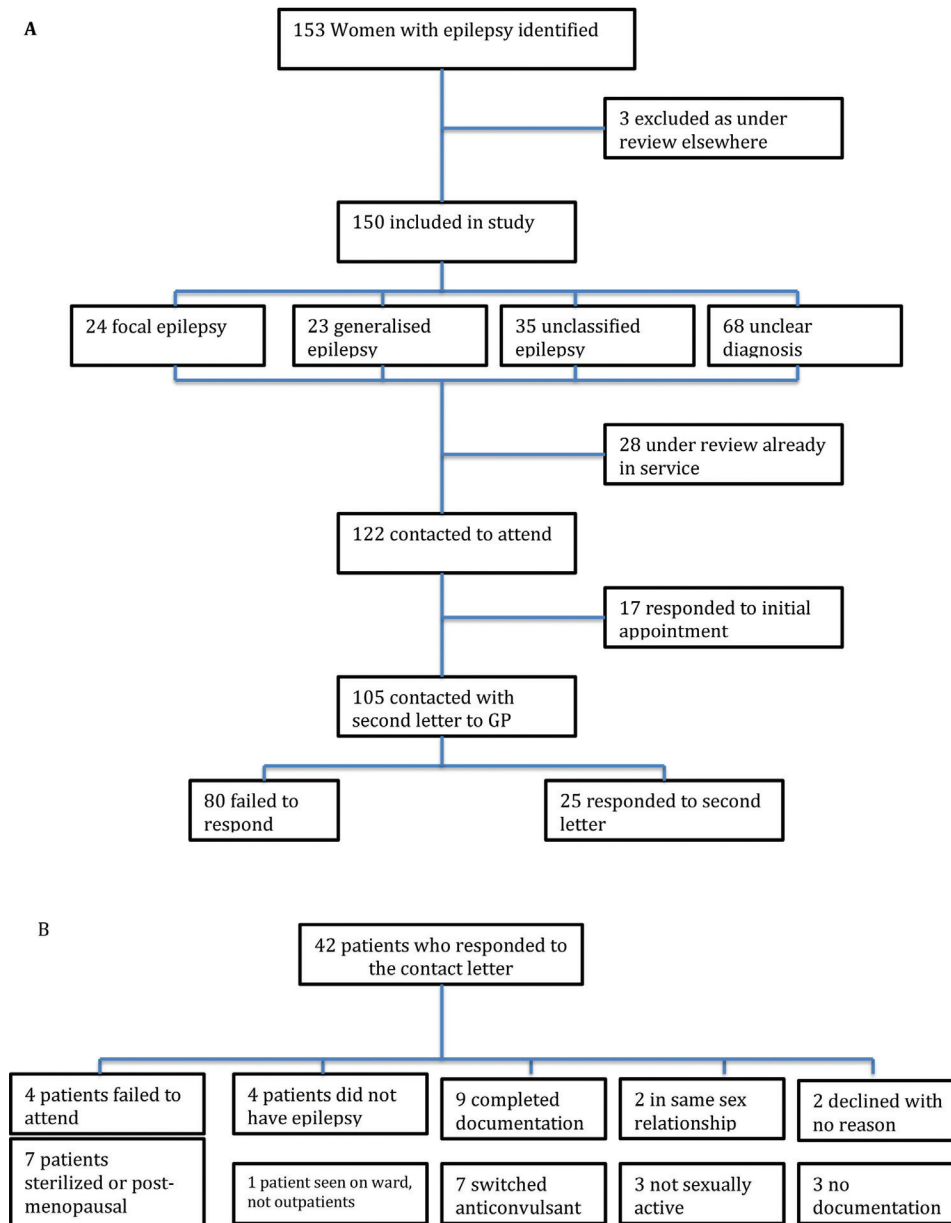 A
153 Women with epilepsy identified
3 excluded as under
review elsewhere
150 included in study
24 focal epilepsy
23 generalised
epilepsy
35 unclassified
epilepsy
68 unclear
diagnosis
28 under review already
in service
122 contacted to attend
17 responded to initial
appointment
105 contacted with
second letter to GP
80 failed to
respond
25 responded to second
letter
B
42 patients who responded to
the contact letter
4 patients failed to
attend
4 patients did not
have epilepsy
9 completed
documentation
2 in same sex
relationship
2 declined with
no reason
7 patients
sterilized or post-
menopausal
1 patient seen on ward,
not outpatients
7 switched
anticonvulsant
3 not sexually
active
3 no
documentation